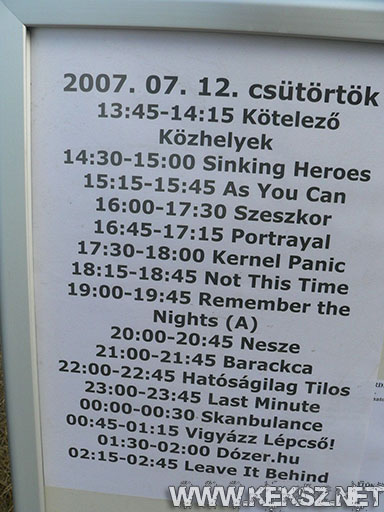 2007. 07. 12. csütörtök
13:45-14:15 Kötelező
Közhelyek
14:30-15:00 Sinking Heroes
15:15-15:45 As You Can
16:00-17:30 Szeszkor
16:45-17:15 Portrayal
17:30-18:00 Kernel Panic
18:15-18:45 Not This Time
19:00-19:45 Remember the
Nights (A)
20:00-20:45 Nesze
21:00-21:45 Barackca
22:00-22:45 Hatóságilag Tilos
23:00-23:45 Last Minute
00:00-00:30 Skanbulance
00:45-01:15 Vigyázz Lépcső!
01:30-02:00 Dózer.hu
02:15-02:45 Leave It Behind
WWW.KEKSZ.NET